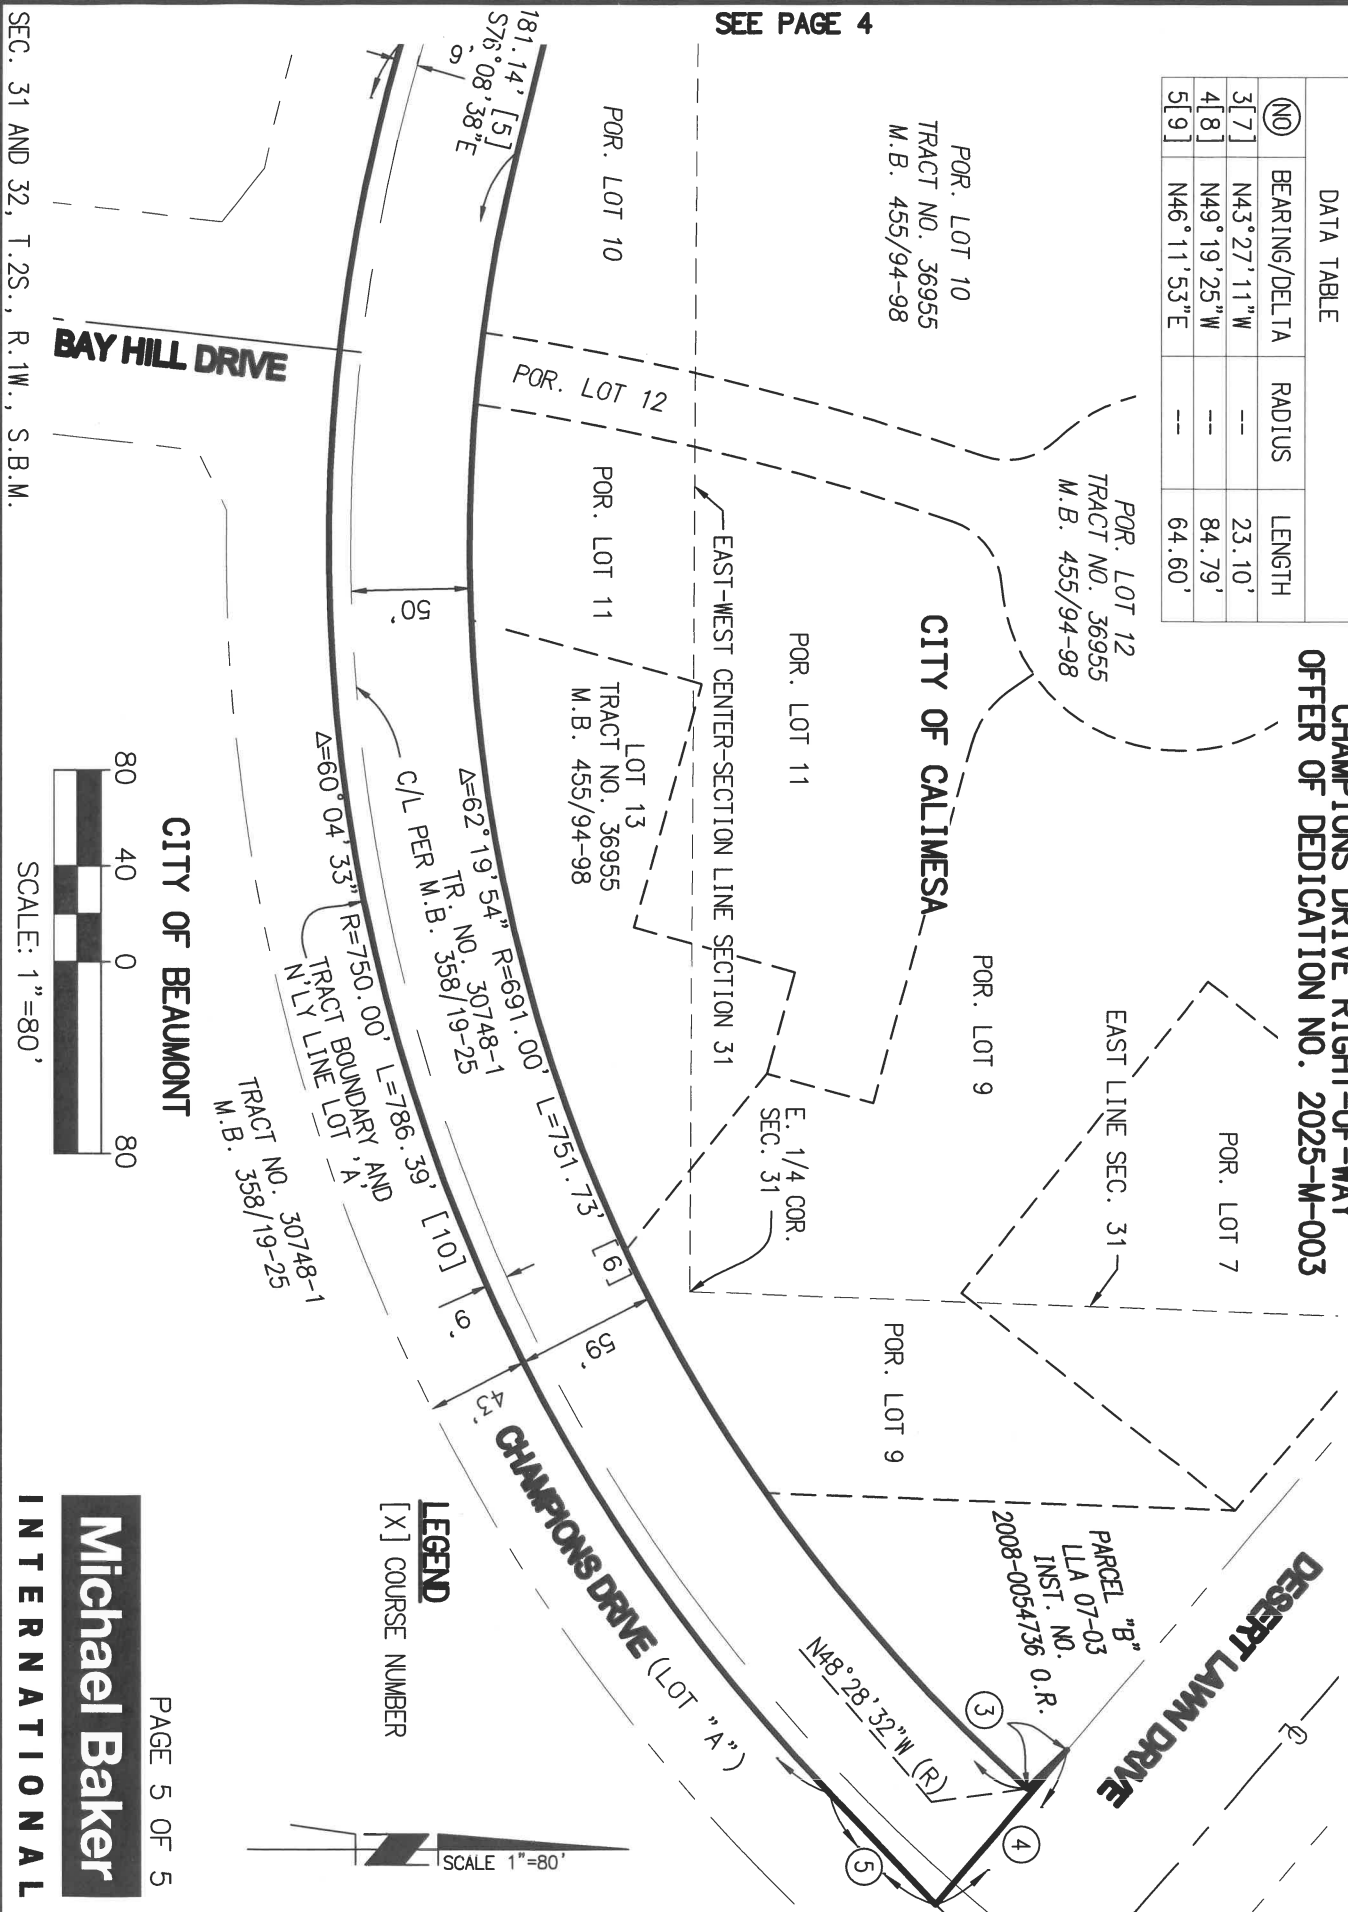 CHAMPIONS DRIVE RIGHT-OF-WAY
OFFER OF DEDICATION NO. 2025-M-003
DATA TABLE
NO BEARING/DELTA RADIUS LENGTH
3[7] N43°27'11"W -- 23.10'
4[8] N49°19'25"W -- 84.79'
5[9] N46°11'53"E -- 64.60'
SEE PAGE 4
POR. LOT 10
TRACT NO. 36955
M.B. 455/94-98
POR. LOT 12
TRACT NO. 36955
M.B. 455/94-98
POR. LOT 7
EAST LINE SEC. 31
POR. LOT 9
CITY OF CALIMESA
POR. LOT 11
EAST-WEST CENTER-SECTION LINE SECTION 31
E. 1/4 COR.
SEC. 31
POR. LOT 9
PARCEL "B"
LLA 07-03
INST. NO.
2008-0054736 O.R.
DESERT LAWN DRIVE
POR. LOT 10
POR. LOT 12
POR. LOT 11
LOT 13
TRACT NO. 36955
M.B. 455/94-98
181.14' [5]
S76°08'38"E
9'
50'
Δ=62°19'54" R=691.00' L=751.73' [6]
TR. NO. 30748-1
C/L PER M.B. 358/19-25
Δ=60°04'33" R=750.00' L=786.39' [10]
TRACT BOUNDARY AND
N'LY LINE LOT 'A'
9'
59'
43'
N48°28'32"W (R)
3
4
5
CHAMPIONS DRIVE (LOT "A")
BAY HILL DRIVE
TRACT NO. 30748-1
M.B. 358/19-25
CITY OF BEAUMONT
80 40 0 80
SCALE: 1"=80'
LEGEND
[X] COURSE NUMBER
SCALE 1"=80'
SEC. 31 AND 32, T.2S., R.1W., S.B.M.
PAGE 5 OF 5
Michael Baker
INTERNATIONAL